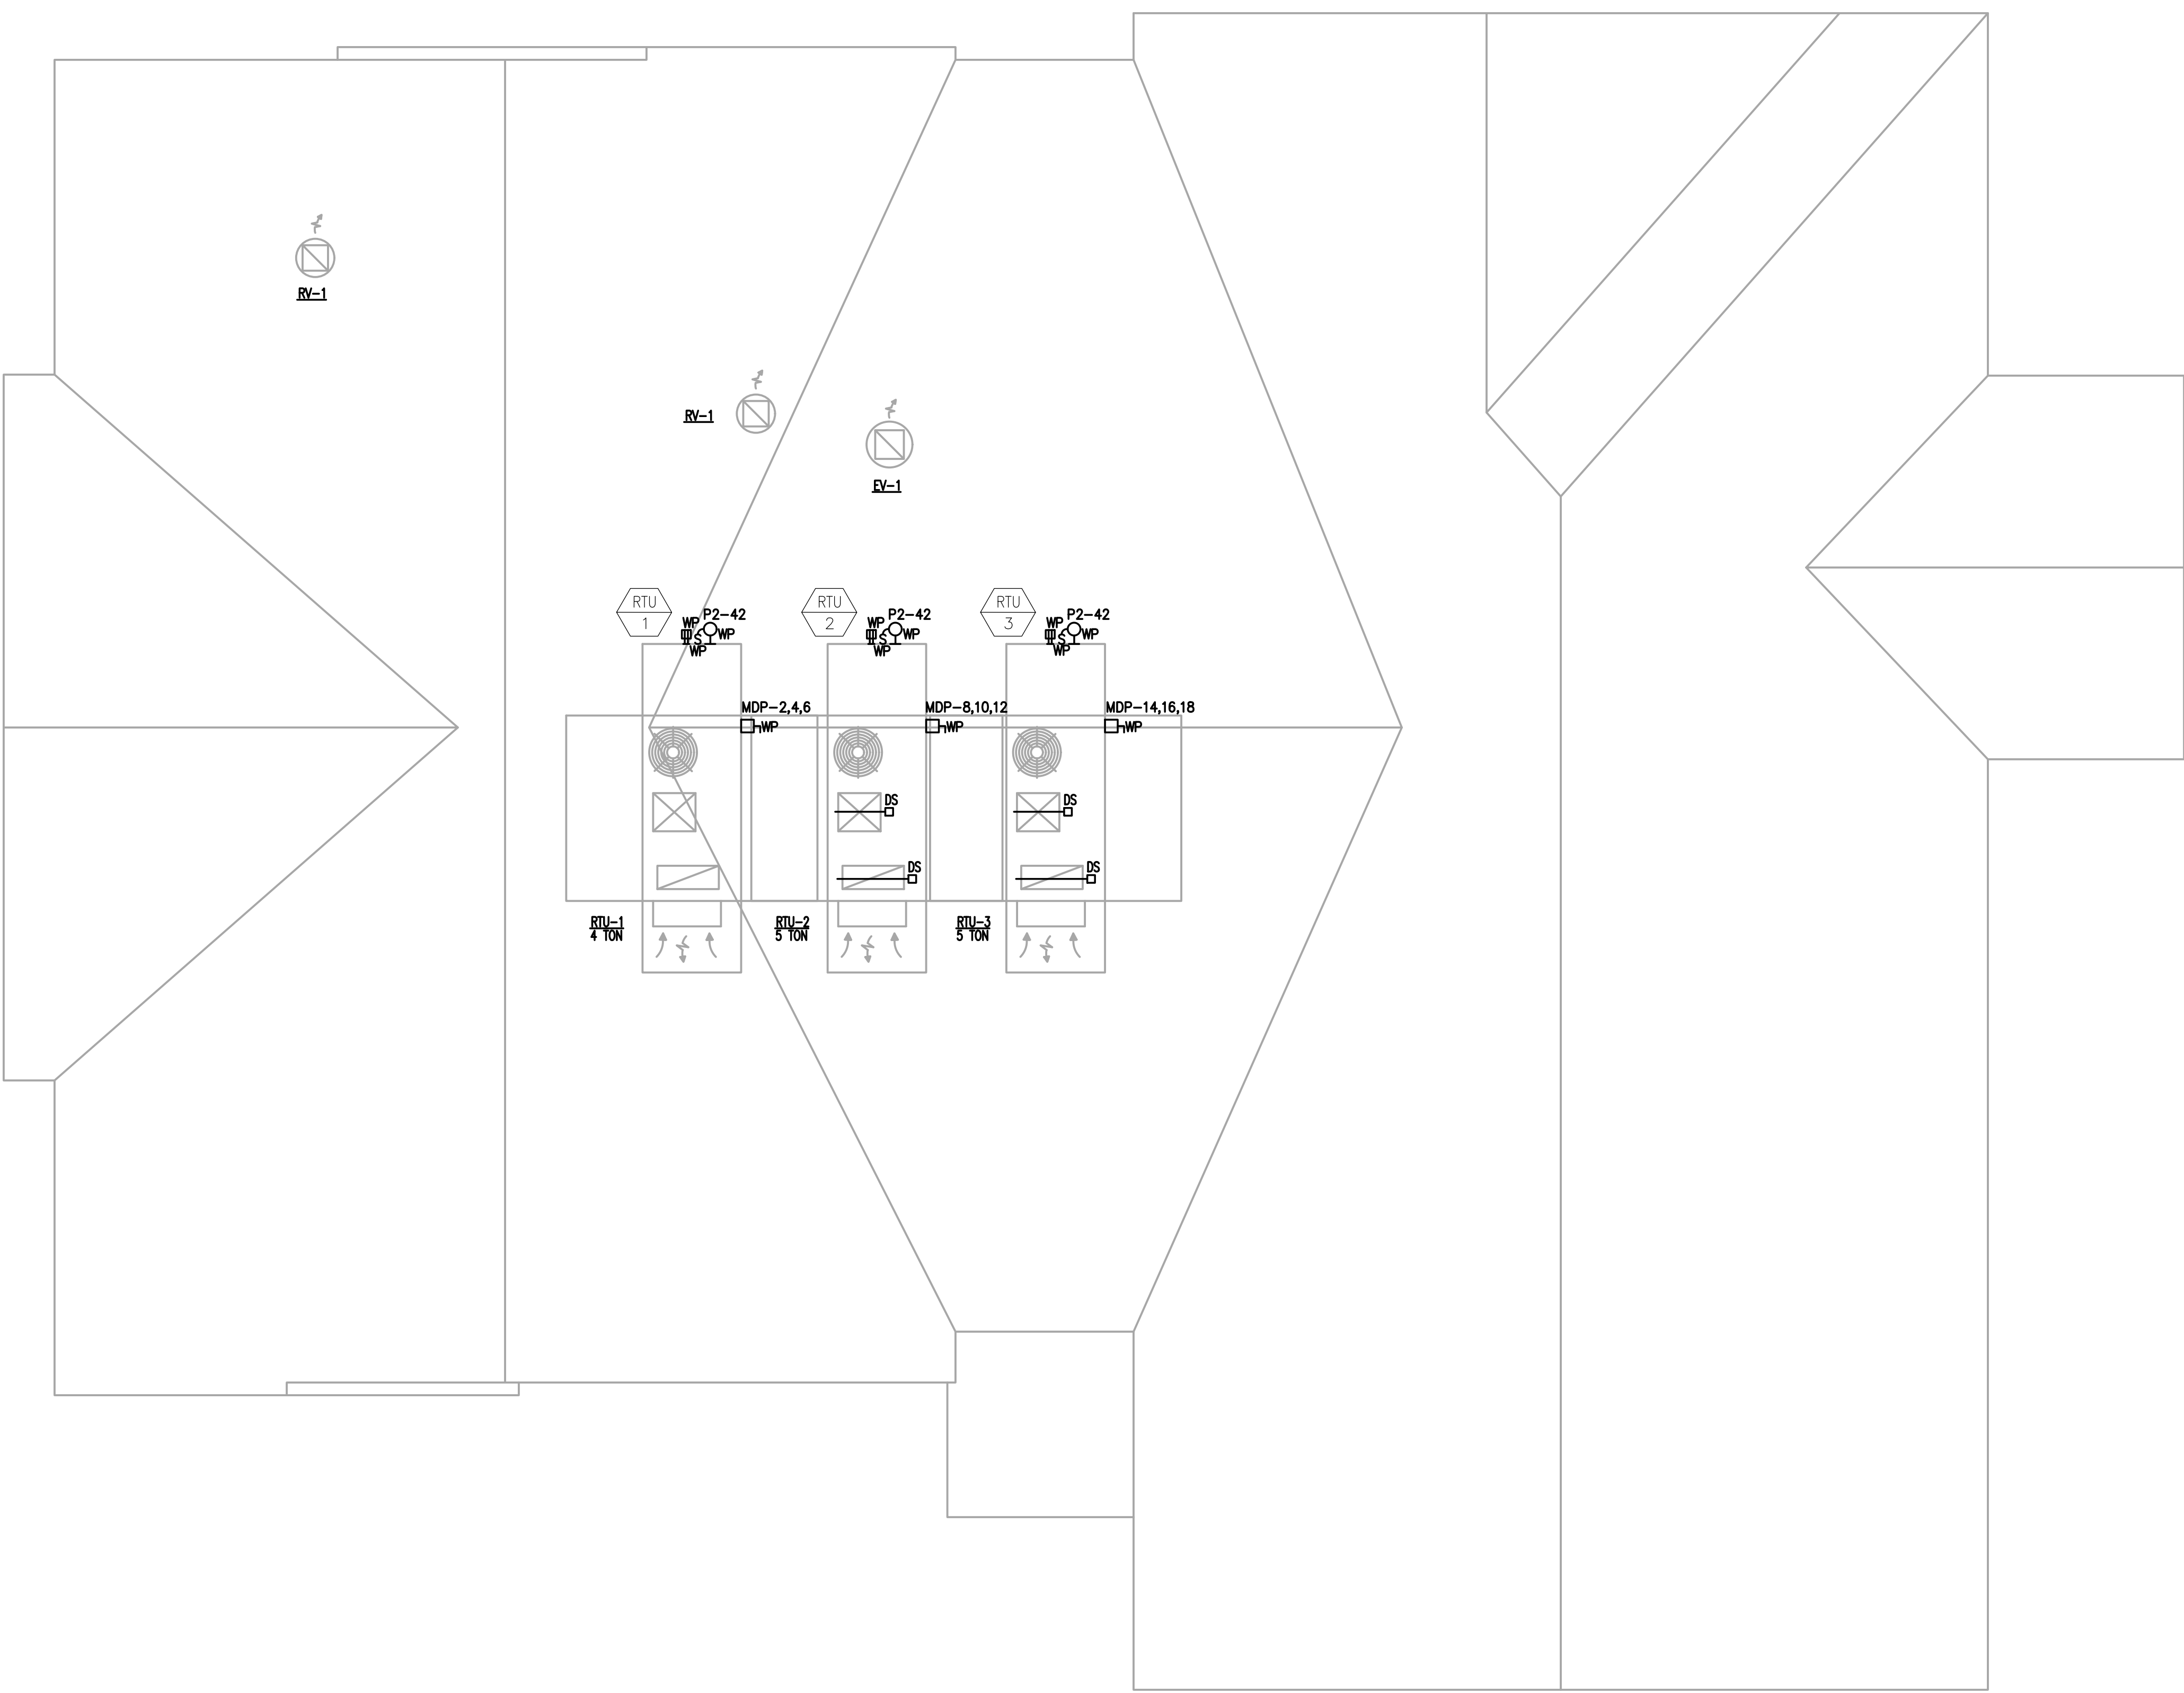 RV-1
RV-1
EV-1
RTU
1
P2-42
WP
S
WP
WP
RTU
2
P2-42
WP
S
WP
WP
RTU
3
P2-42
WP
S
WP
WP
MDP-2,4,6
WP
MDP-8,10,12
WP
MDP-14,16,18
WP
DS
DS
DS
DS
RTU-1
4 TON
RTU-2
5 TON
RTU-3
5 TON